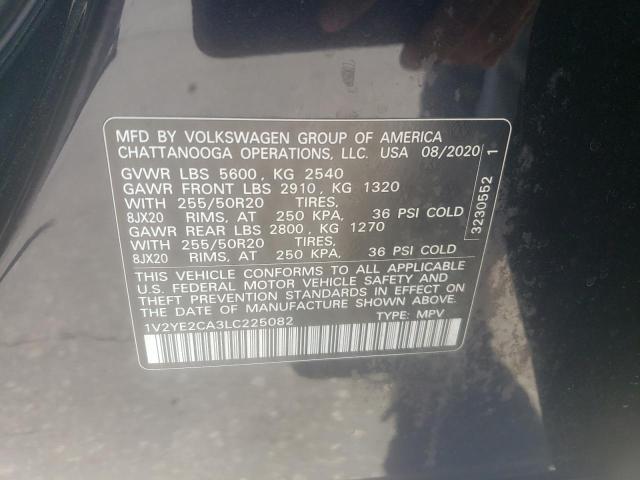 MFD BY VOLKSWAGEN GROUP OF AMERICA
CHATTANOOGA OPERATIONS, LLC. USA 08/2020
GVWR LBS 5600, KG 2540
GAWR FRONT LBS 2910, KG 1320
WITH 255/50R20 TIRES,
8JX20 RIMS, AT 250 KPA, 36 PSI COLD
GAWR REAR LBS 2800, KG 1270
WITH 255/50R20 TIRES,
8JX20 RIMS, AT 250 KPA, 36 PSI COLD
THIS VEHICLE CONFORMS TO ALL APPLICABLE
U.S. FEDERAL MOTOR VEHICLE SAFETY AND
THEFT PREVENTION STANDARDS IN EFFECT ON
THE DATE OF MANUFACTURE SHOWN ABOVE.
1V2YE2CA3LC225082 TYPE: MPV
3230552 1